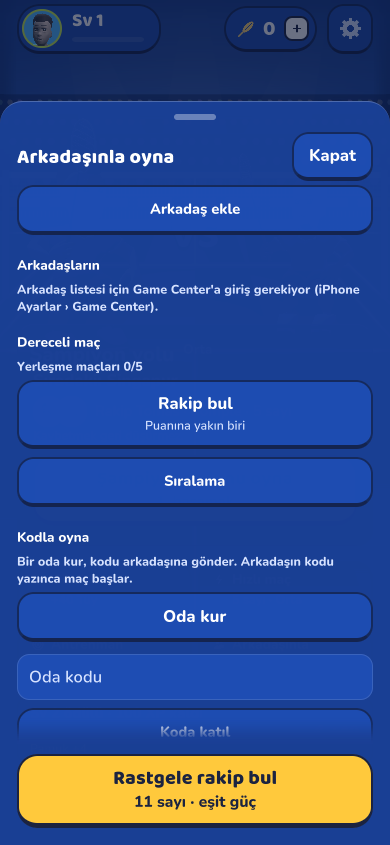 Sv 1
0
+
Arkadaşınla oyna
Kapat
Arkadaş ekle
Arkadaşların
Arkadaş listesi için Game Center'a giriş gerekiyor (iPhone
Ayarlar › Game Center).
Dereceli maç
Yerleşme maçları 0/5
Rakip bul
Puanına yakın biri
Sıralama
Kodla oyna
Bir oda kur, kodu arkadaşına gönder. Arkadaşın kodu
yazınca maç başlar.
Oda kur
Oda kodu
Koda katıl
Rastgele rakip bul
11 sayı · eşit güç